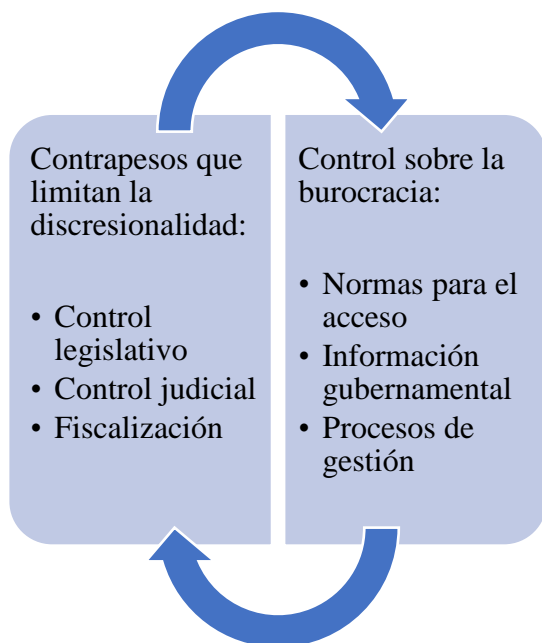 Contrapesos que
limitan la
discresionalidad:
• Control
legislativo
• Control judicial
• Fiscalización
Control sobre la
burocracia:
• Normas para el
acceso
• Información
gubernamental
• Procesos de
gestión